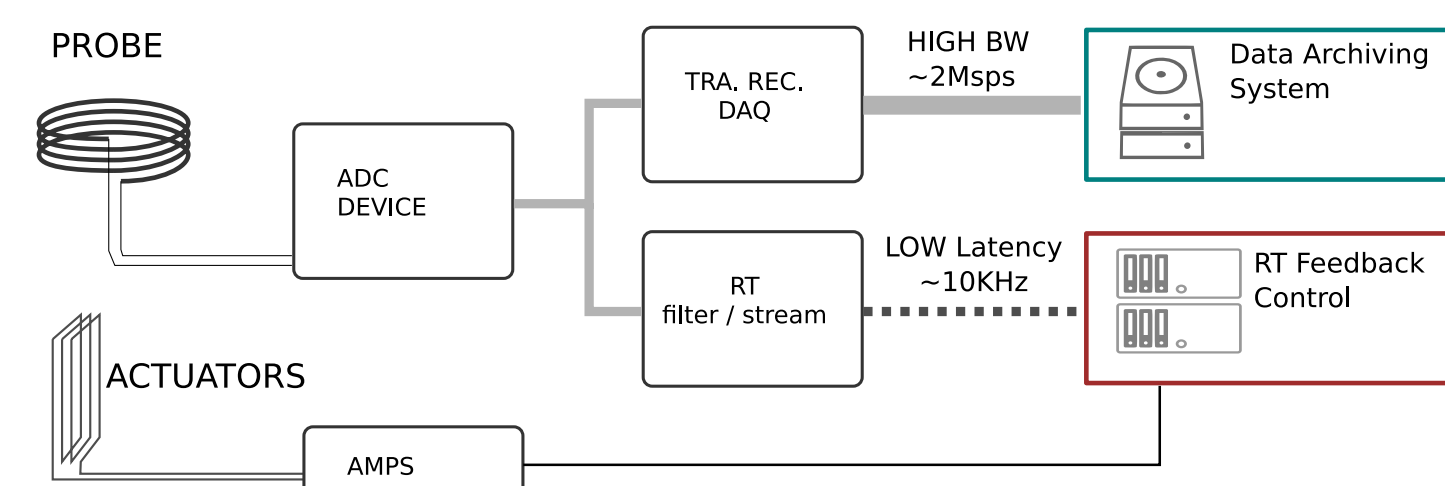 PROBE
ADC
DEVICE
TRA. REC.
DAQ
HIGH BW
~2Msps
Data Archiving
System
RT
filter / stream
LOW Latency
~10KHz
RT Feedback
Control
ACTUATORS
AMPS